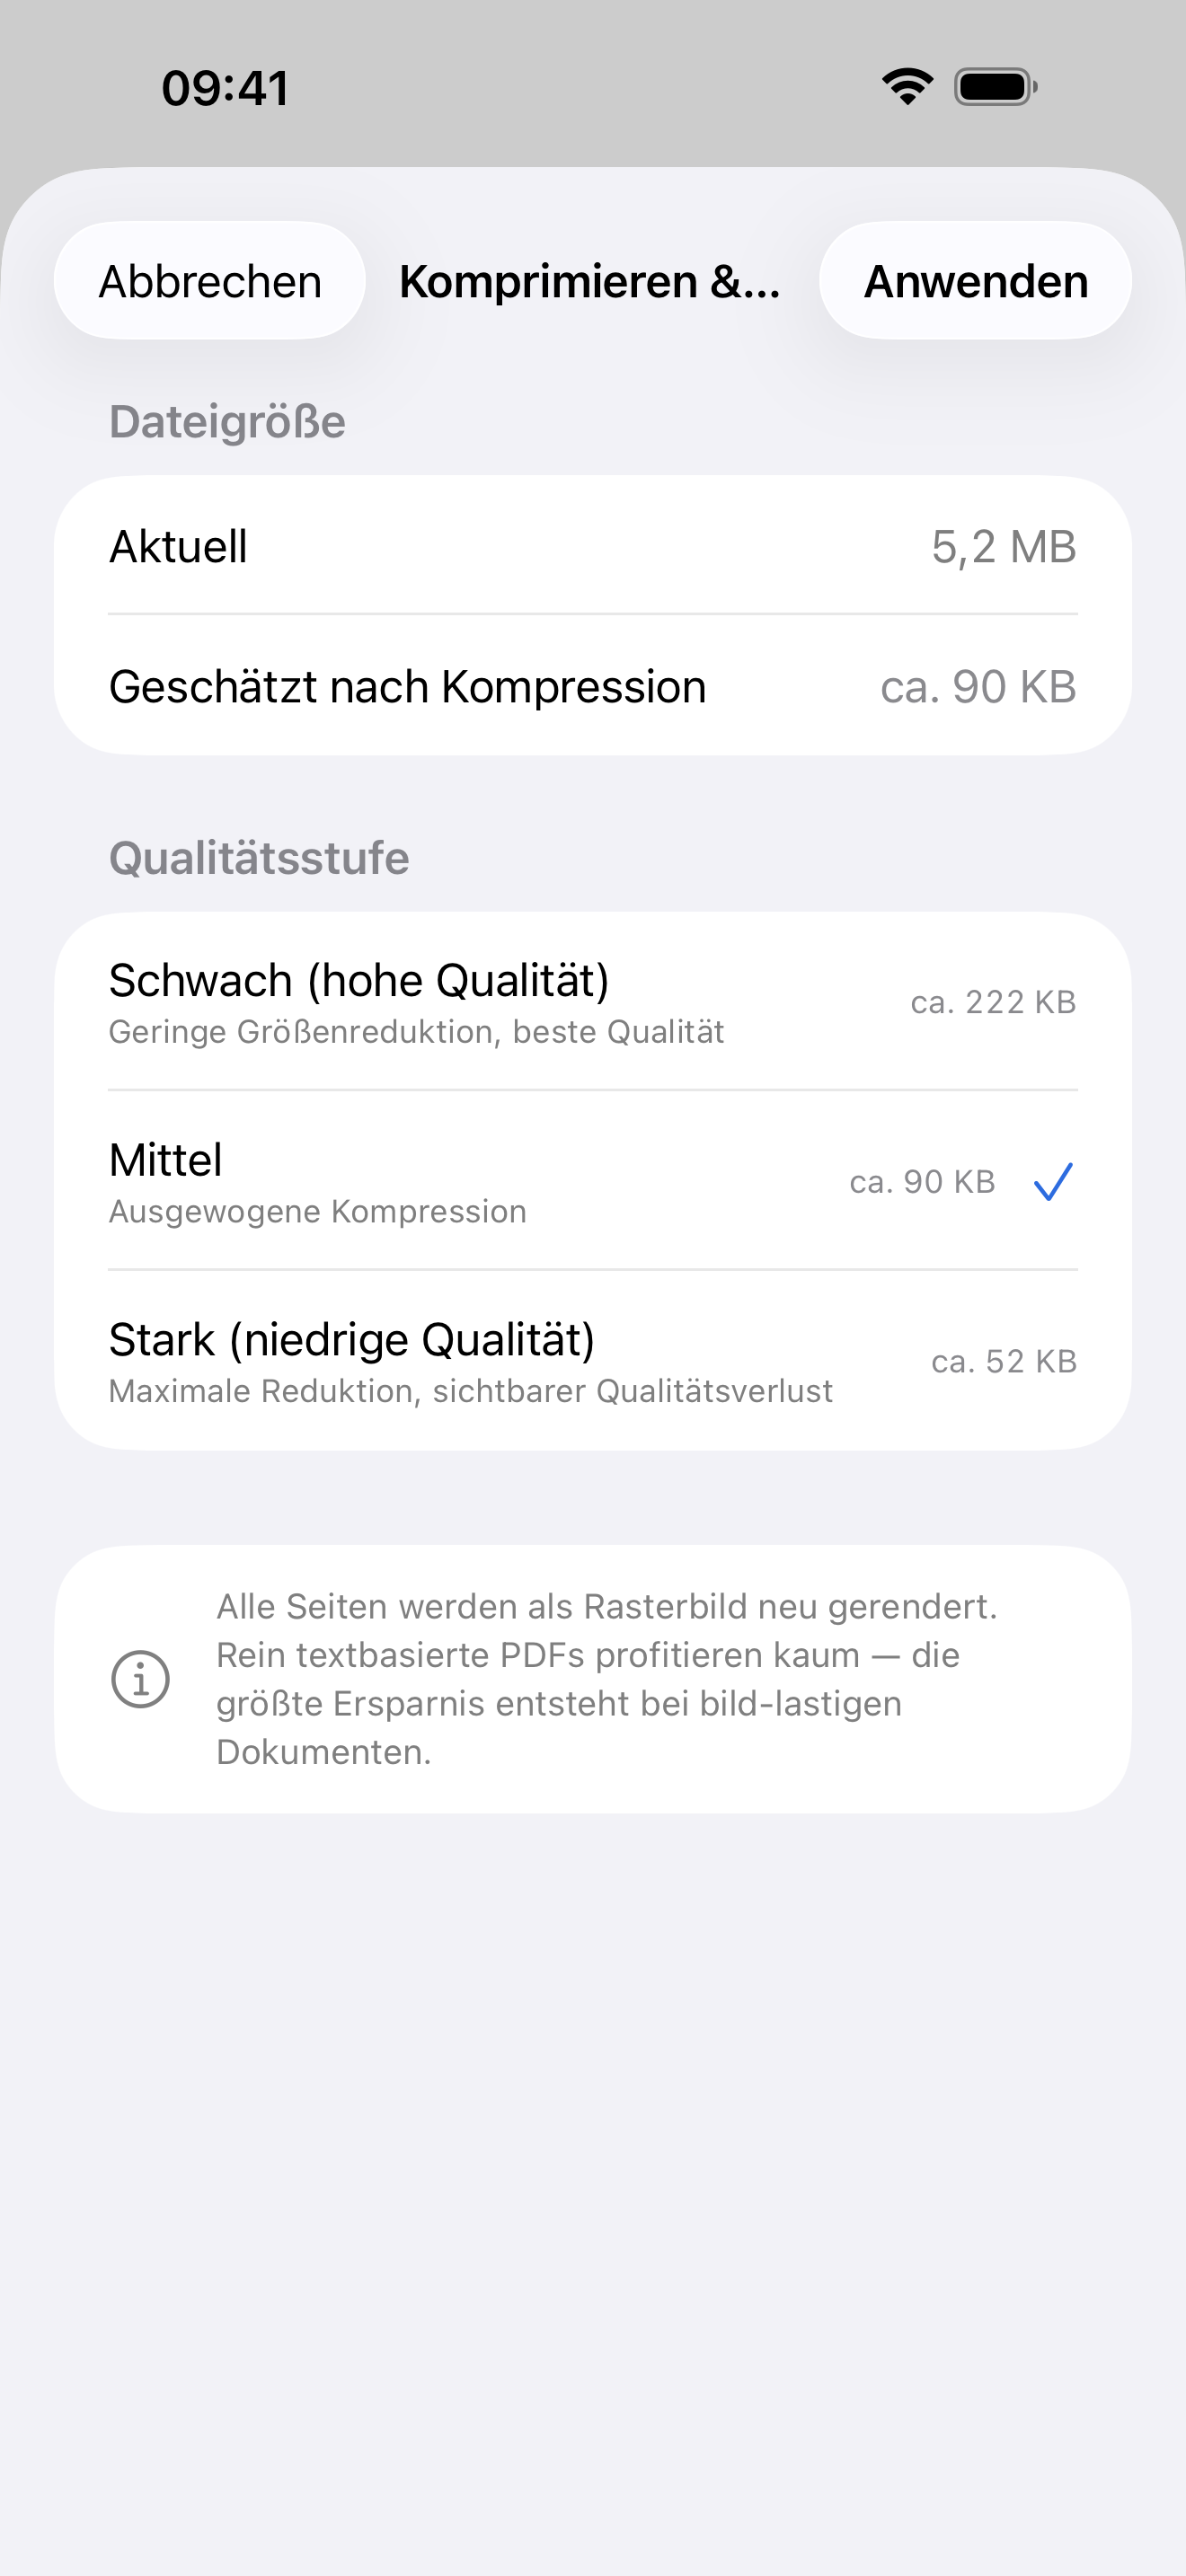 09:41
Abbrechen
Komprimieren &...
Anwenden
Dateigröße
Aktuell
5,2 MB
Geschätzt nach Kompression
ca. 90 KB
Qualitätsstufe
Schwach (hohe Qualität)
Geringe Größenreduktion, beste Qualität
ca. 222 KB
Mittel
Ausgewogene Kompression
ca. 90 KB
Stark (niedrige Qualität)
Maximale Reduktion, sichtbarer Qualitätsverlust
ca. 52 KB
Alle Seiten werden als Rasterbild neu gerendert.
Rein textbasierte PDFs profitieren kaum — die
größte Ersparnis entsteht bei bild-lastigen
Dokumenten.